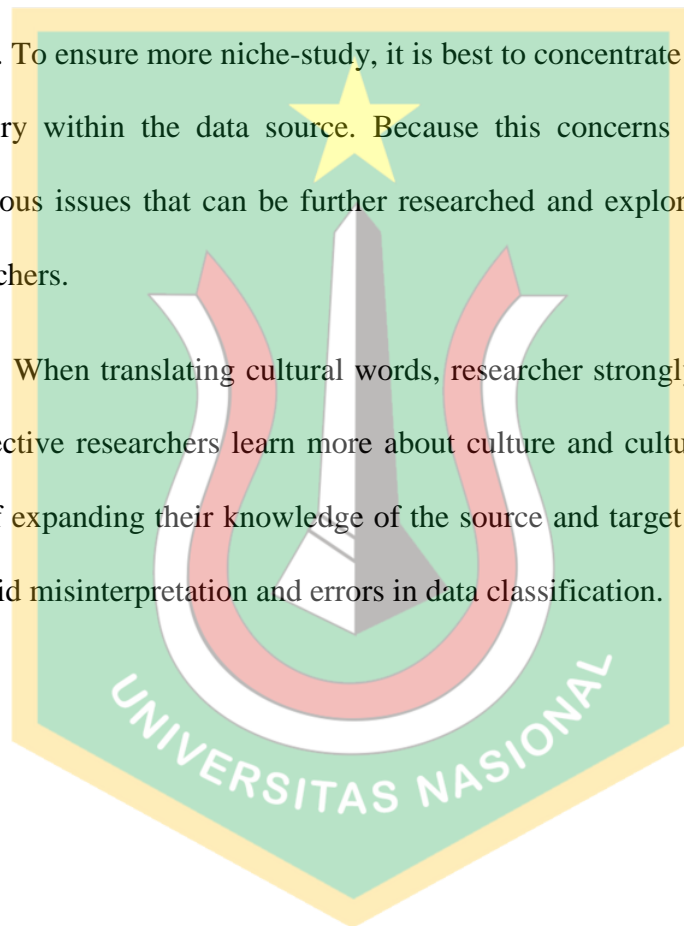 . To ensure more niche-study, it is best to concentrate
ry within the data source. Because this concerns
ous issues that can be further researched and explor
chers.
When translating cultural words, researcher strongl
ective researchers learn more about culture and cultu
f expanding their knowledge of the source and target
id misinterpretation and errors in data classification.
UNIVERSITAS NASIONAL